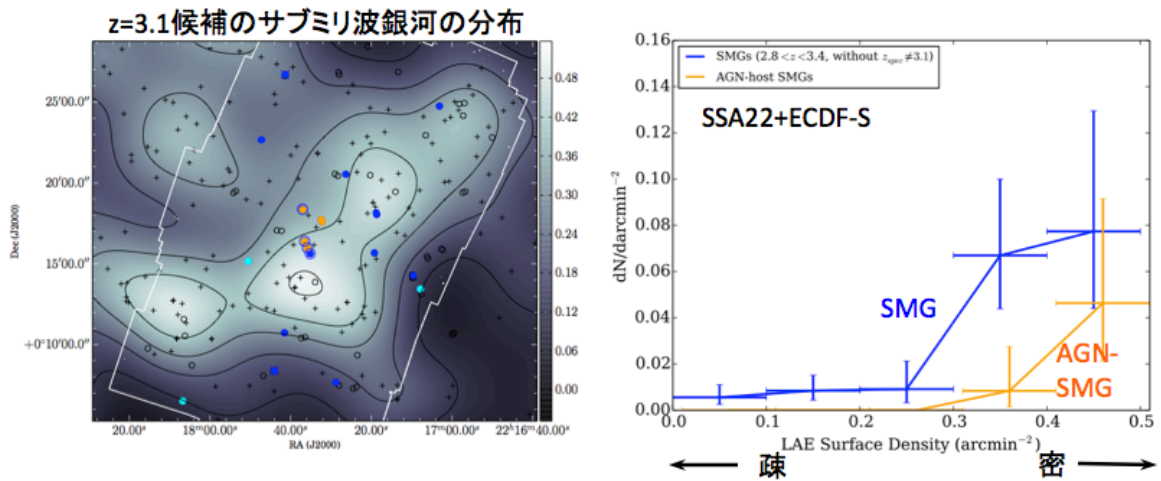 z=3.1候補のサブミリ波銀河の分布
25′00.0″
20′00.0″
15′00.0″
+0°10′00.0″
Dec (J2000)
20.00ˢ
18ᵐ00.00ˢ
40.00ˢ
20.00ˢ
17ᵐ00.00ˢ
22ʰ16ᵐ40.00ˢ
RA (J2000)
0.48
0.42
0.36
0.30
0.24
0.18
0.12
0.06
0.00
SMGs (2.8<z<3.4, without z_spec≠3.1)
AGN-host SMGs
SSA22+ECDF-S
SMG
AGN-
SMG
0.16
0.14
0.12
0.10
0.08
0.06
0.04
0.02
0.00
dN/darcmin⁻²
0.0 0.1 0.2 0.3 0.4 0.5
LAE Surface Density (arcmin⁻²)
疎 密